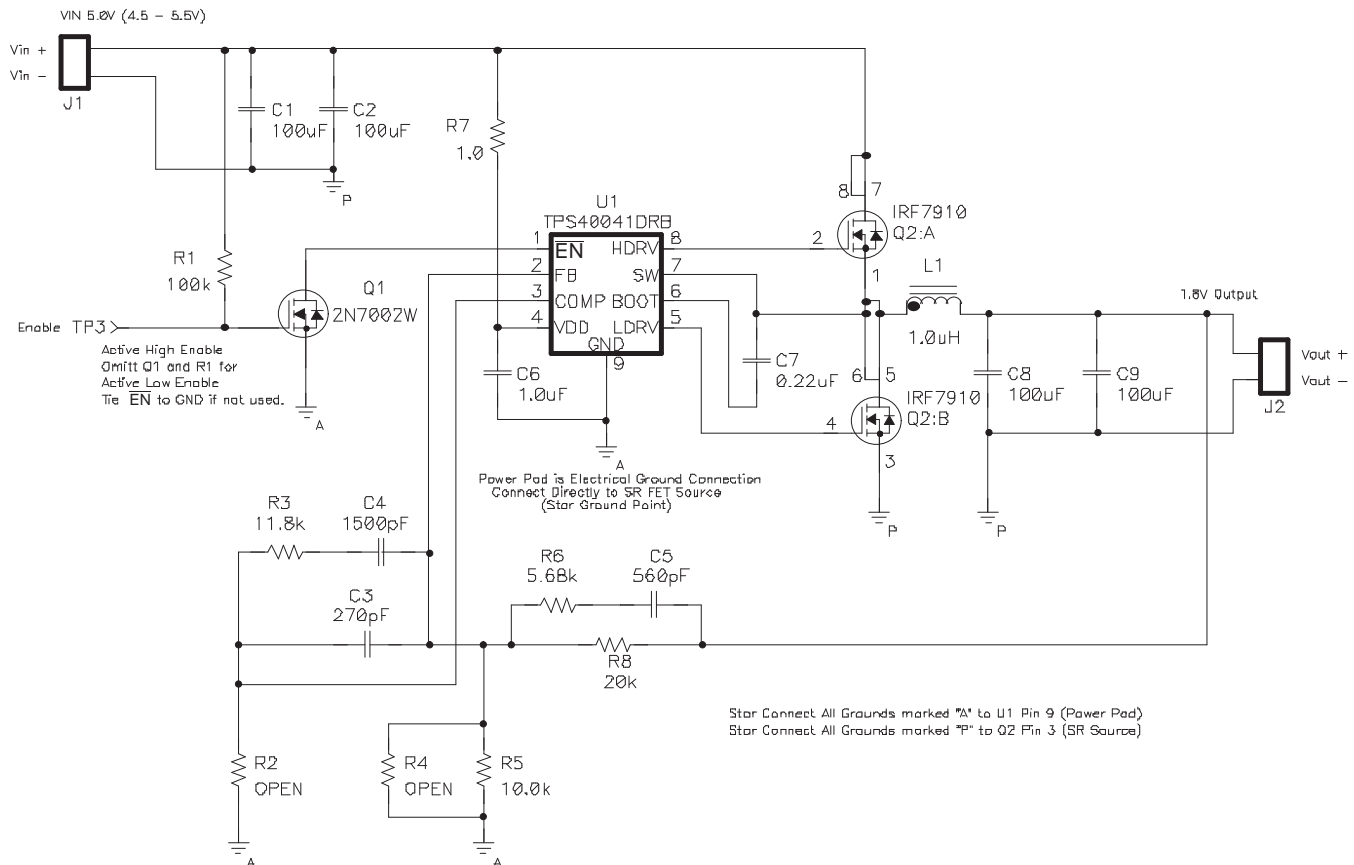 VIN 5.0V (4.5 - 5.5V)
Vin +
Vin -
J1
C1
100uF
C2
100uF
P
R7
1.0
R1
100k
Enable TP3
Active High Enable
Omitt Q1 and R1 for
Active Low Enable
Tie EN to GND if not used.
Q1
2N7002W
A
U1
TPS40041DRB
1
EN
HDRV
8
2
FB
SW
7
3
COMP
BOOT
6
4
VDD
LDRV
5
GND
9
C6
1.0uF
A
Power Pad is Electrical Ground Connection
Connect Directly to SR FET Source
(Star Ground Point)
C7
0.22uF
8
7
IRF7910
Q2:A
2
1
L1
1.0uH
6
5
IRF7910
Q2:B
4
3
P
1.8V Output
C8
100uF
C9
100uF
P
Vout +
Vout -
J2
R3
11.8k
C4
1500pF
C3
270pF
R6
5.68k
C5
560pF
R8
20k
Star Connect All Grounds marked "A" to U1 Pin 9 (Power Pad)
Star Connect All Grounds marked "P" to Q2 Pin 3 (SR Source)
R2
OPEN
R4
OPEN
R5
10.0k
A
A